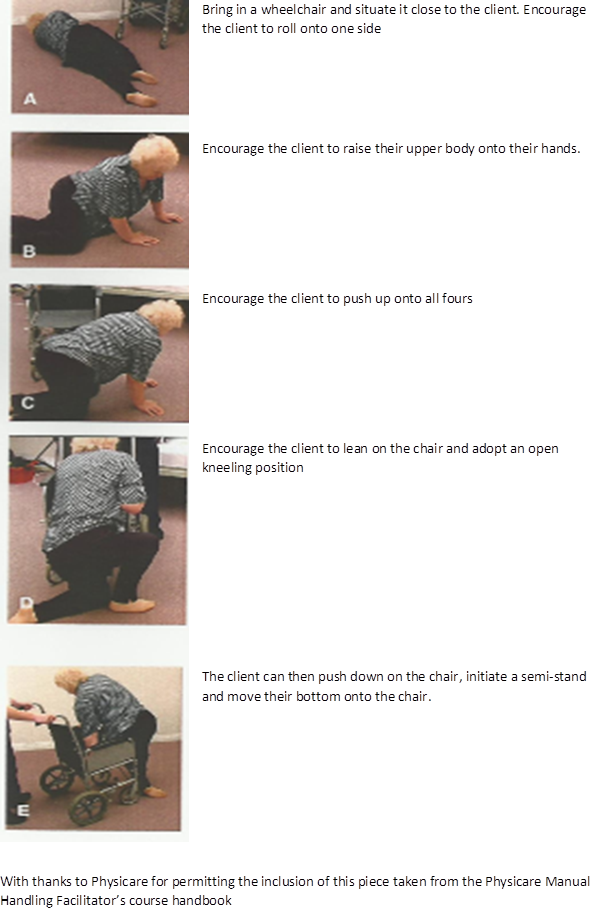 Bring in a wheelchair and situate it close to the client. Encourage
the client to roll onto one side
A
Encourage the client to raise their upper body onto their hands.
B
Encourage the client to push up onto all fours
C
Encourage the client to lean on the chair and adopt an open
kneeling position
D
The client can then push down on the chair, initiate a semi-stand
and move their bottom onto the chair.
E
With thanks to Physicare for permitting the inclusion of this piece taken from the Physicare Manual
Handling Facilitator's course handbook